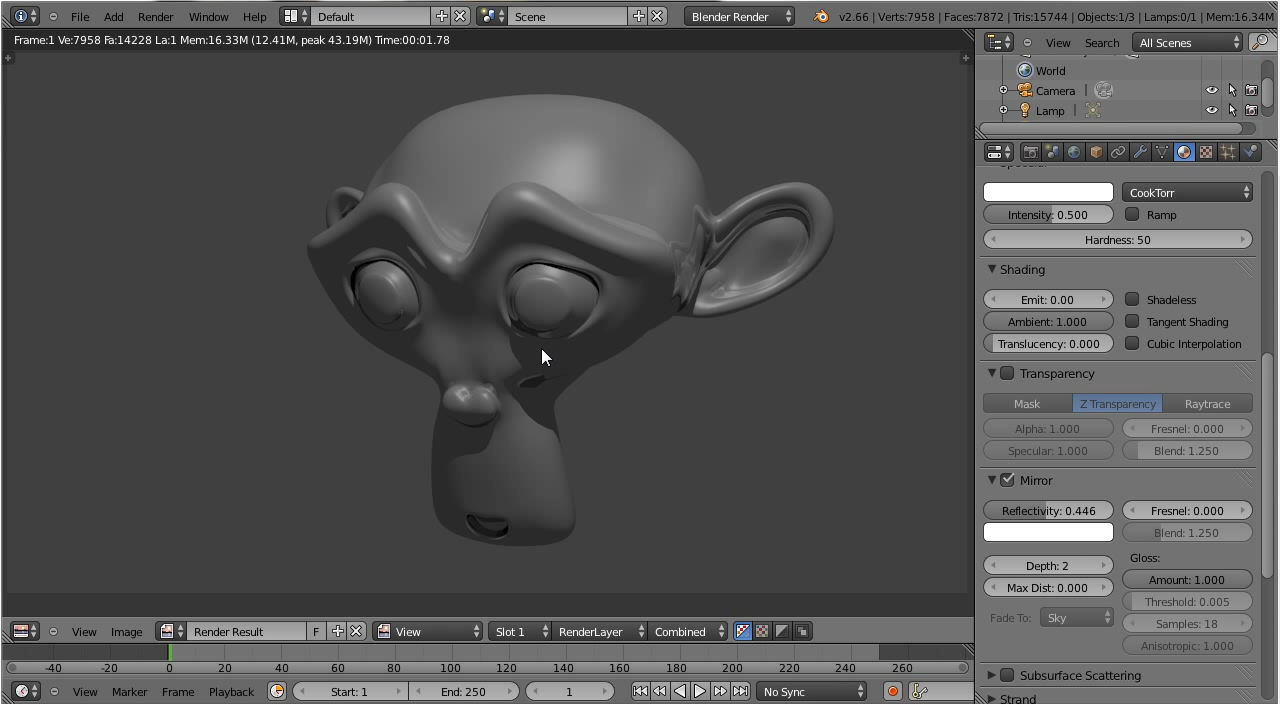 File Add Render Window Help Default Scene Blender Render v2.66 | Verts:7958 | Faces:7872 | Tris:15744 | Objects:1/3 | Lamps:0/1 | Mem:16.34M
Frame:1 Ve:7958 Fa:14228 La:1 Mem:16.33M (12.41M, peak 43.19M) Time:00:01.78
View Search All Scenes
World
Camera
Lamp
CookTorr
Intensity: 0.500 Ramp
Hardness: 50
Shading
Emit: 0.00 Shadeless
Ambient: 1.000 Tangent Shading
Translucency: 0.000 Cubic Interpolation
Transparency
Mask Z Transparency Raytrace
Alpha: 1.000 Fresnel: 0.000
Specular: 1.000 Blend: 1.250
Mirror
Reflectivity: 0.446 Fresnel: 0.000
Blend: 1.250
Gloss:
Depth: 2
Amount: 1.000
Max Dist: 0.000
Threshold: 0.005
Fade To: Sky
Samples: 18
Anisotropic: 1.000
Subsurface Scattering
Strand
View Image Render Result F View Slot 1 RenderLayer Combined
-40 -20 0 20 40 60 80 100 120 140 160 180 200 220 240 260
View Marker Frame Playback Start: 1 End: 250 1 No Sync